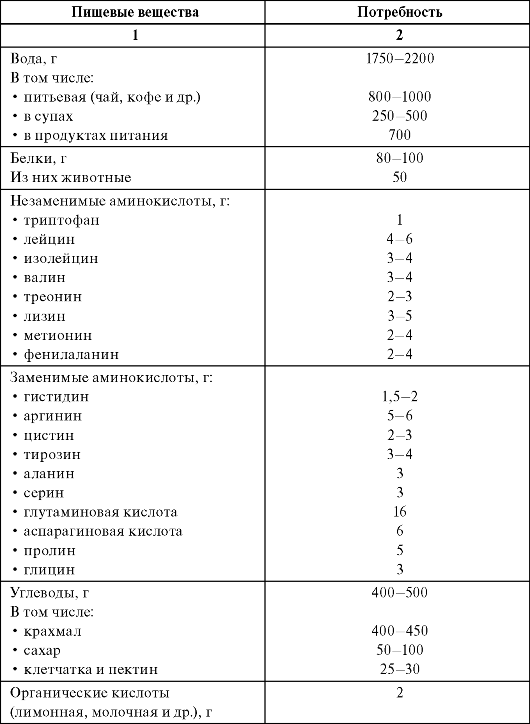 Пищевые вещества Потребность
1 2
Вода, г 1750–2200
В том числе:
• питьевая (чай, кофе и др.) 800–1000
• в супах 250–500
• в продуктах питания 700
Белки, г 80–100
Из них животные 50
Незаменимые аминокислоты, г:
• триптофан 1
• лейцин 4–6
• изолейцин 3–4
• валин 3–4
• треонин 2–3
• лизин 3–5
• метионин 2–4
• фенилаланин 2–4
Заменимые аминокислоты, г:
• гистидин 1,5–2
• аргинин 5–6
• цистин 2–3
• тирозин 3–4
• аланин 3
• серин 3
• глутаминовая кислота 16
• аспарагиновая кислота 6
• пролин 5
• глицин 3
Углеводы, г 400–500
В том числе:
• крахмал 400–450
• сахар 50–100
• клетчатка и пектин 25–30
Органические кислоты 2
(лимонная, молочная и др.), г